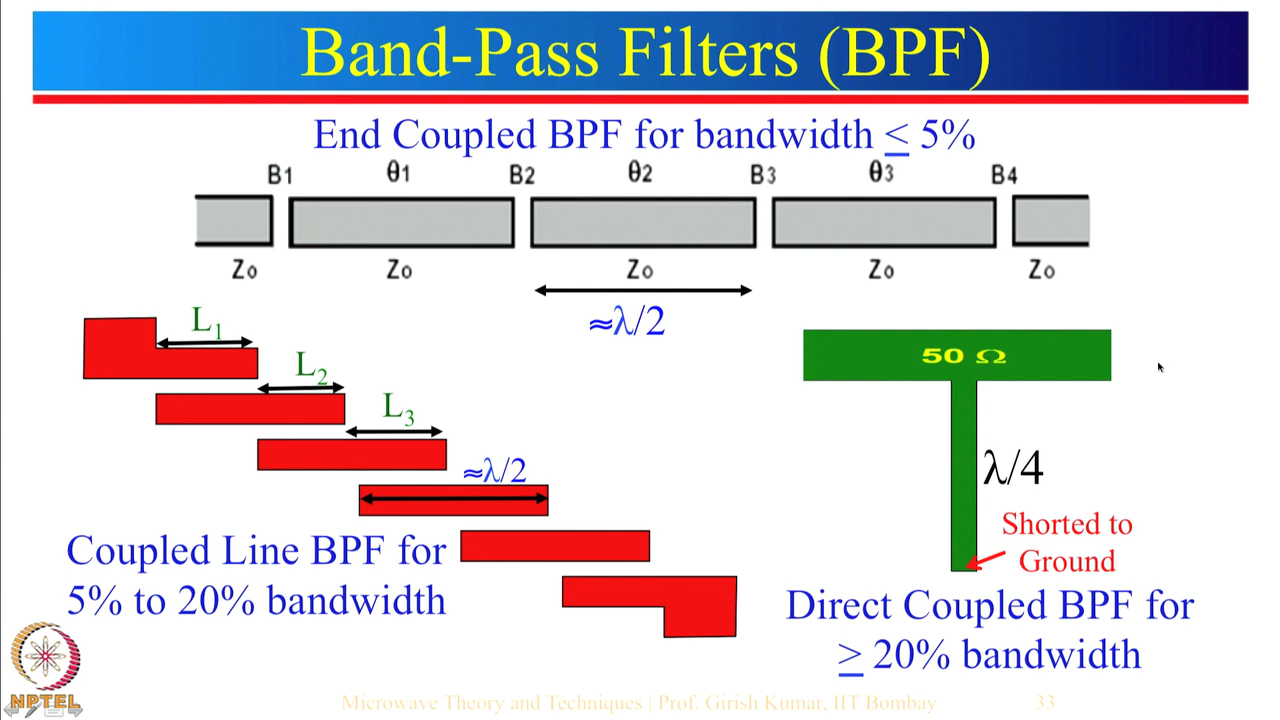 Band-Pass Filters (BPF)
End Coupled BPF for bandwidth ≤ 5%
B1 θ1 B2 θ2 B3 θ3 B4
Zo Zo Zo Zo Zo
≈λ/2
L1
L2
L3
≈λ/2
Coupled Line BPF for
5% to 20% bandwidth
50 Ω
λ/4
Shorted to
Ground
Direct Coupled BPF for
≥ 20% bandwidth
NPTEL
Microwave Theory and Techniques | Prof. Girish Kumar, IIT Bombay 33